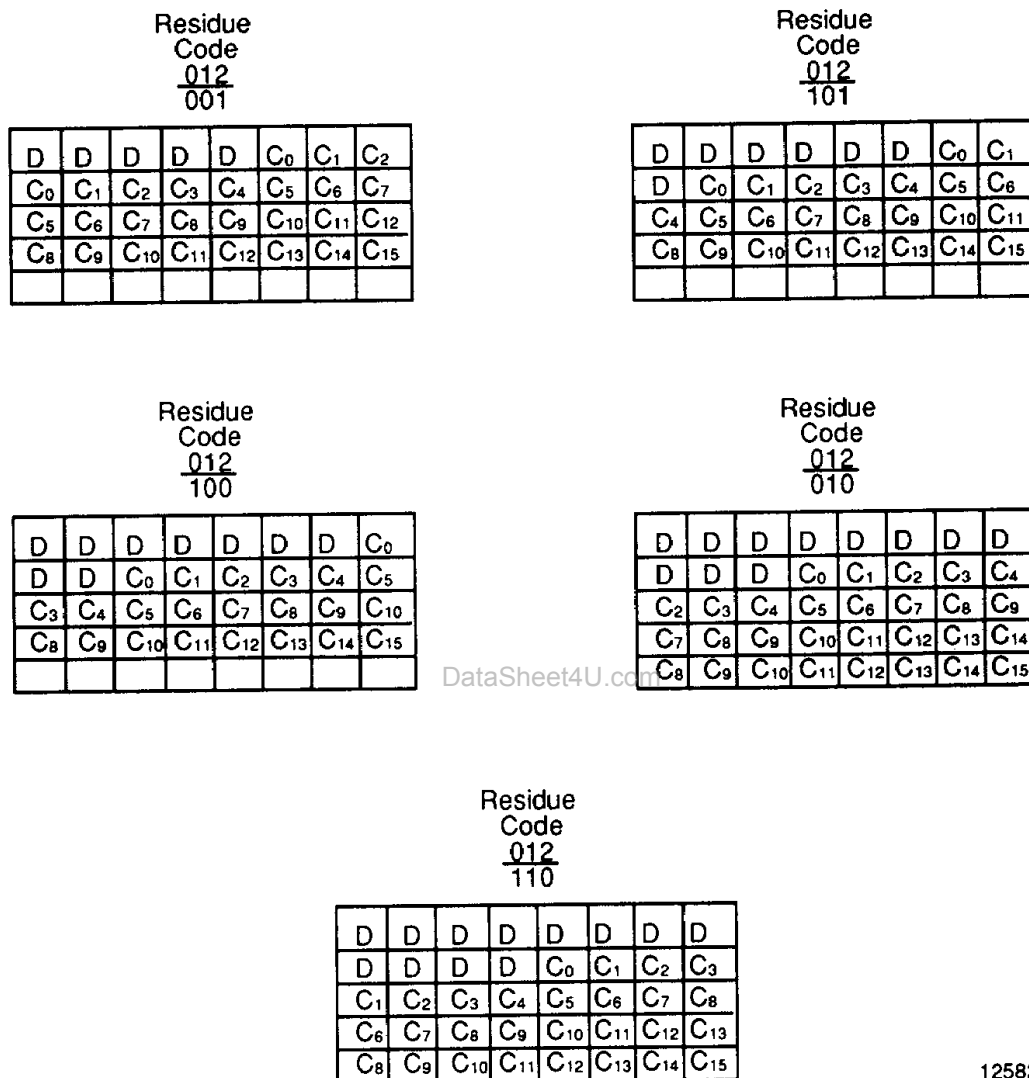 Residue
Code
012
001
D D D D D C₀ C₁ C₂
C₀ C₁ C₂ C₃ C₄ C₅ C₆ C₇
C₅ C₆ C₇ C₈ C₉ C₁₀ C₁₁ C₁₂
C₈ C₉ C₁₀ C₁₁ C₁₂ C₁₃ C₁₄ C₁₅
Residue
Code
012
101
D D D D D D C₀ C₁
D C₀ C₁ C₂ C₃ C₄ C₅ C₆
C₄ C₅ C₆ C₇ C₈ C₉ C₁₀ C₁₁
C₈ C₉ C₁₀ C₁₁ C₁₂ C₁₃ C₁₄ C₁₅
Residue
Code
012
100
D D D D D D D C₀
D D C₀ C₁ C₂ C₃ C₄ C₅
C₃ C₄ C₅ C₆ C₇ C₈ C₉ C₁₀
C₈ C₉ C₁₀ C₁₁ C₁₂ C₁₃ C₁₄ C₁₅
Residue
Code
012
010
D D D D D D D D
D D D C₀ C₁ C₂ C₃ C₄
C₂ C₃ C₄ C₅ C₆ C₇ C₈ C₉
C₇ C₈ C₉ C₁₀ C₁₁ C₁₂ C₁₃ C₁₄
C₈ C₉ C₁₀ C₁₁ C₁₂ C₁₃ C₁₄ C₁₅
DataSheet4U.com
Residue
Code
012
110
D D D D D D D D
D D D D C₀ C₁ C₂ C₃
C₁ C₂ C₃ C₄ C₅ C₆ C₇ C₈
C₆ C₇ C₈ C₉ C₁₀ C₁₁ C₁₂ C₁₃
C₈ C₉ C₁₀ C₁₁ C₁₂ C₁₃ C₁₄ C₁₅